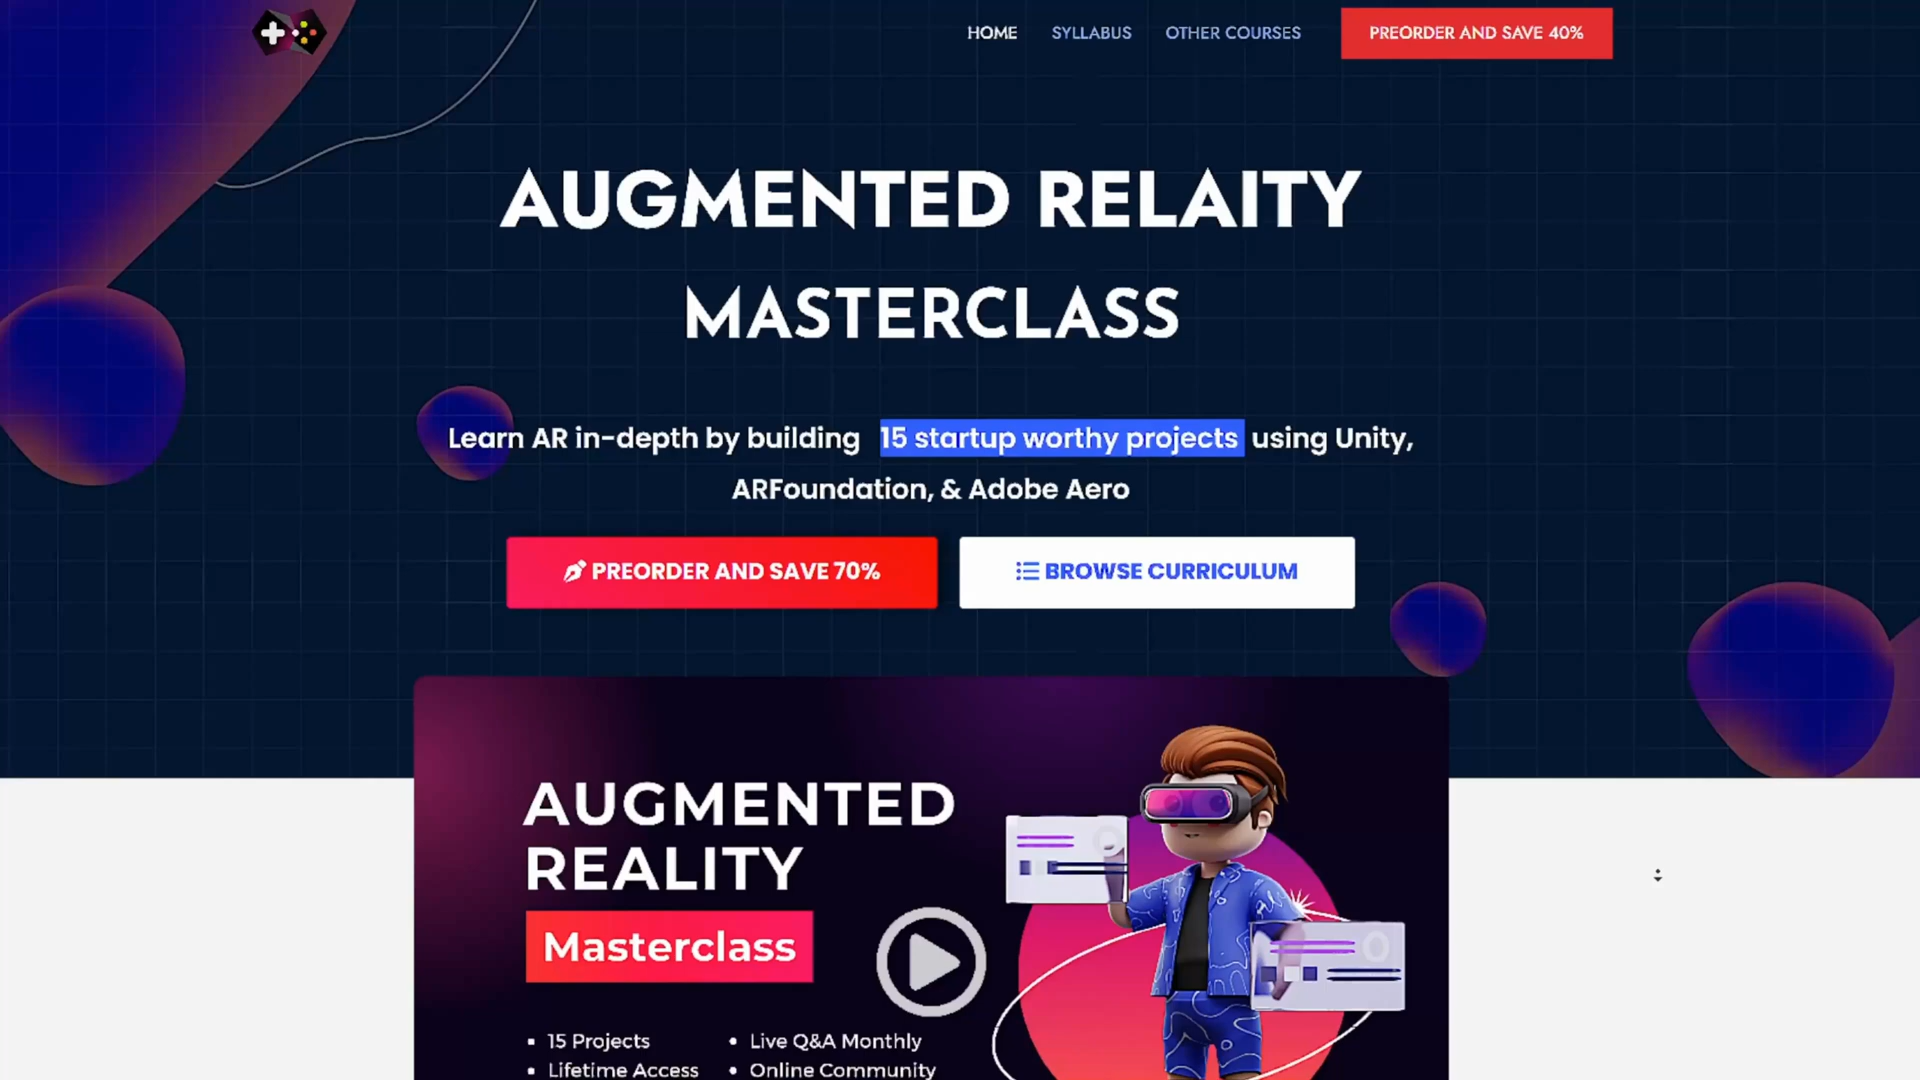 HOME SYLLABUS OTHER COURSES PREORDER AND SAVE 40%
AUGMENTED RELAITY
MASTERCLASS
Learn AR in-depth by building 15 startup worthy projects using Unity,
ARFoundation, & Adobe Aero
PREORDER AND SAVE 70% BROWSE CURRICULUM
AUGMENTED
REALITY
Masterclass
• 15 Projects • Live Q&A Monthly
• Lifetime Access • Online Community